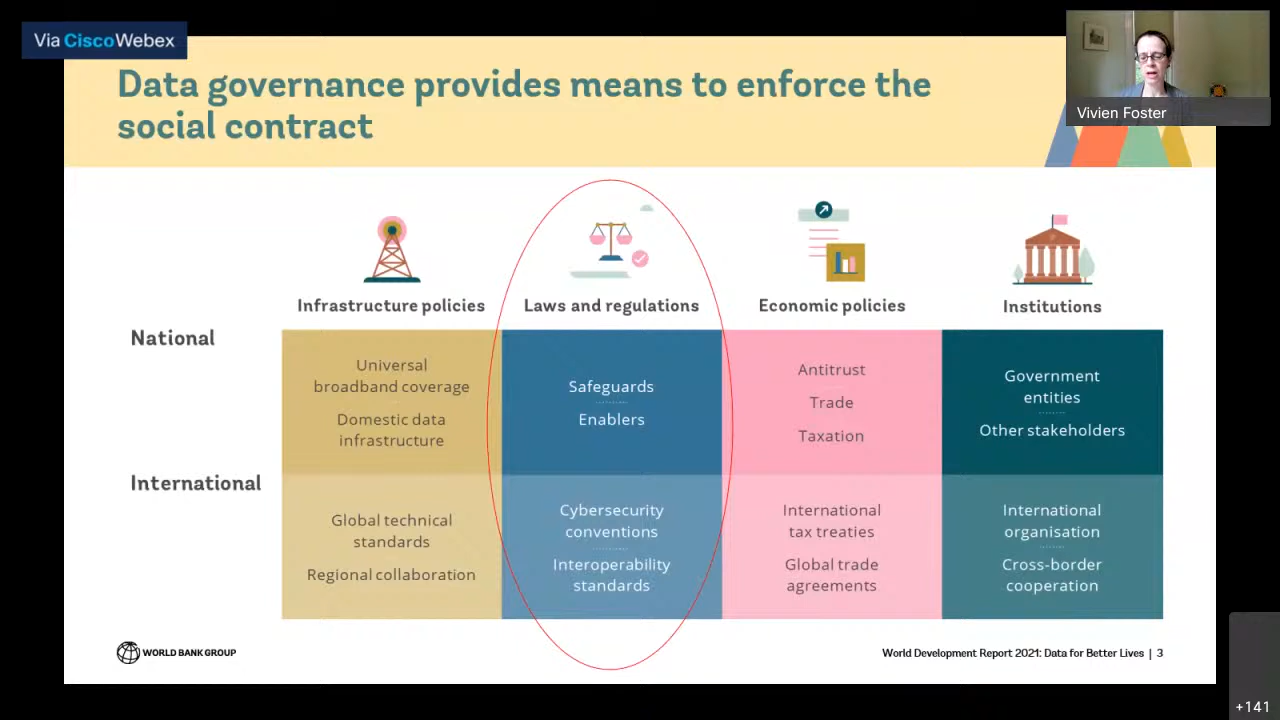 Via Cisco Webex
Data governance provides means to enforce the
social contract
Vivien Foster
Infrastructure policies
Laws and regulations
Economic policies
Institutions
National
Universal
broadband coverage
Domestic data
infrastructure
Safeguards
Enablers
Antitrust
Trade
Taxation
Government
entities
Other stakeholders
International
Global technical
standards
Regional collaboration
Cybersecurity
conventions
Interoperability
standards
International
tax treaties
Global trade
agreements
International
organisation
Cross-border
cooperation
WORLD BANK GROUP
World Development Report 2021: Data for Better Lives | 3
+141